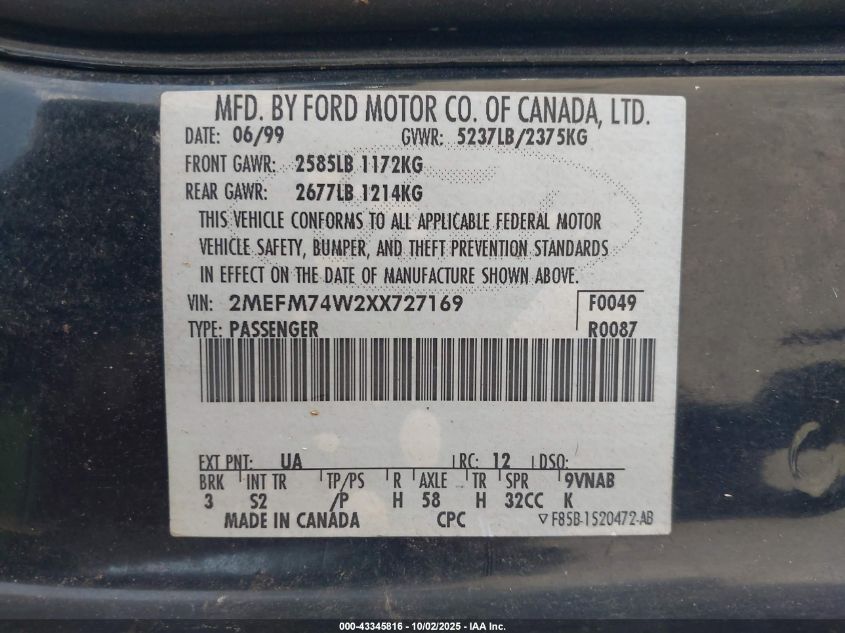 MFD. BY FORD MOTOR CO. OF CANADA, LTD.
DATE: 06/99 GVWR: 5237LB/2375KG
FRONT GAWR: 2585LB 1172KG
REAR GAWR: 2677LB 1214KG
THIS VEHICLE CONFORMS TO ALL APPLICABLE FEDERAL MOTOR
VEHICLE SAFETY, BUMPER, AND THEFT PREVENTION STANDARDS
IN EFFECT ON THE DATE OF MANUFACTURE SHOWN ABOVE.
VIN: 2MEFM74W2XX727169 F0049
TYPE: PASSENGER R0087
EXT PNT: UA RC: 12 DSO:
BRK INT TR TP/PS R AXLE TR SPR 9VNAB
3 S2 /P H 58 H 32CC K
MADE IN CANADA CPC ▽F85B-1520472-AB
000-43345816 - 10/02/2025 - IAA Inc.